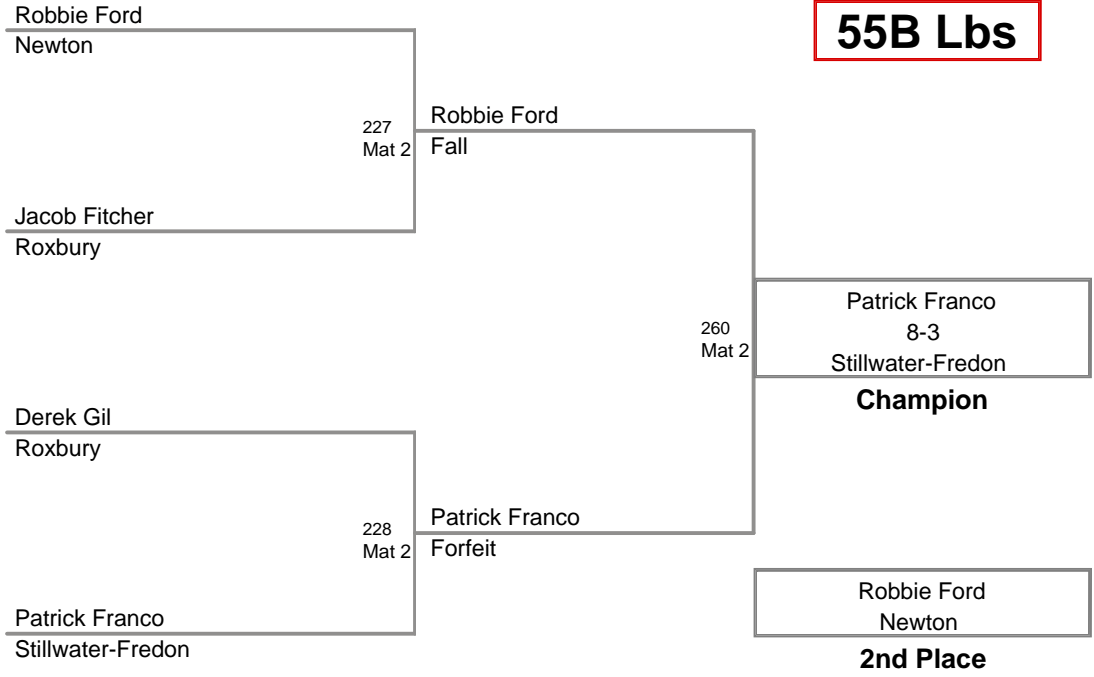 Robbie Ford
Newton
55B Lbs
227
Mat 2
Robbie Ford
Fall
Jacob Fitcher
Roxbury
260
Mat 2
Patrick Franco
8-3
Stillwater-Fredon
Champion
Derek Gil
Roxbury
228
Mat 2
Patrick Franco
Forfeit
Patrick Franco
Stillwater-Fredon
Robbie Ford
Newton
2nd Place